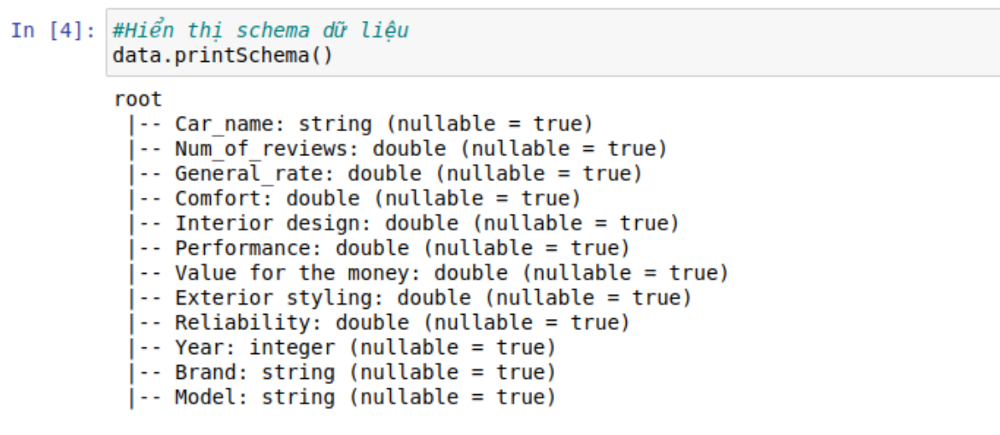 In [4]: #Hiển thị schema dữ liệu
data.printSchema()
root
 |-- Car_name: string (nullable = true)
 |-- Num_of_reviews: double (nullable = true)
 |-- General_rate: double (nullable = true)
 |-- Comfort: double (nullable = true)
 |-- Interior design: double (nullable = true)
 |-- Performance: double (nullable = true)
 |-- Value for the money: double (nullable = true)
 |-- Exterior styling: double (nullable = true)
 |-- Reliability: double (nullable = true)
 |-- Year: integer (nullable = true)
 |-- Brand: string (nullable = true)
 |-- Model: string (nullable = true)